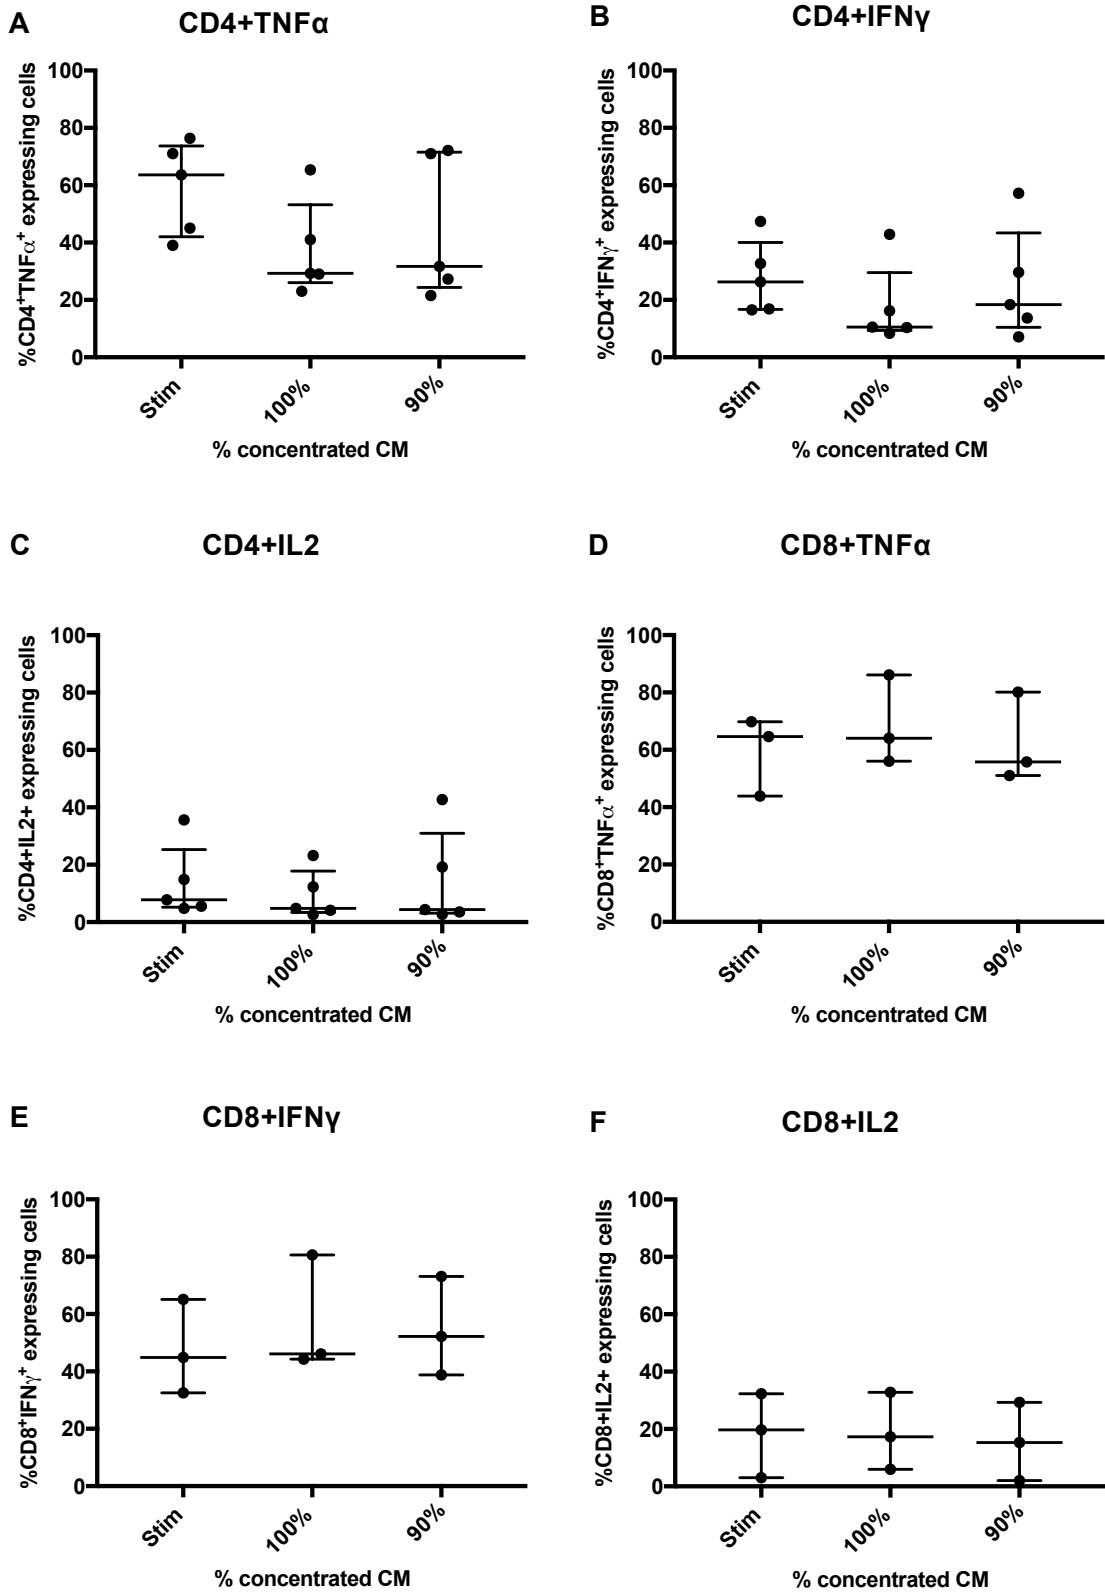 A
CD4+TNFα
%CD4⁺TNFα⁺ expressing cells
100
80
60
40
20
0
Stim
100%
90%
% concentrated CM
B
CD4+IFNγ
%CD4⁺IFNγ⁺ expressing cells
100
80
60
40
20
0
Stim
100%
90%
% concentrated CM
C
CD4+IL2
%CD4+IL2+ expressing cells
100
80
60
40
20
0
Stim
100%
90%
% concentrated CM
D
CD8+TNFα
%CD8⁺TNFα⁺ expressing cells
100
80
60
40
20
0
Stim
100%
90%
% concentrated CM
E
CD8+IFNγ
%CD8⁺IFNγ⁺ expressing cells
100
80
60
40
20
0
Stim
100%
90%
% concentrated CM
F
CD8+IL2
%CD8+IL2+ expressing cells
100
80
60
40
20
0
Stim
100%
90%
% concentrated CM